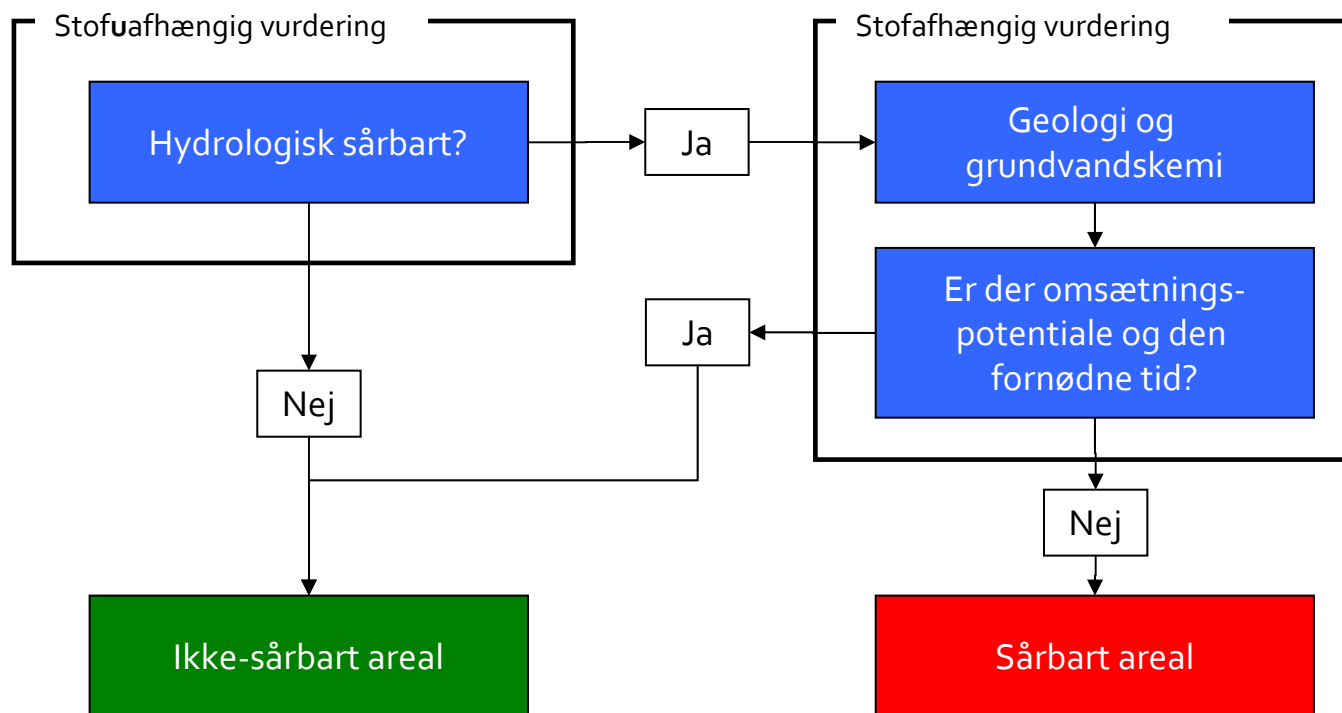 Stofuafhængig vurdering
Hydrologisk sårbart?
Ja
Stofafhængig vurdering
Geologi og
grundvandskemi
Er der omsætnings-
potentiale og den
fornødne tid?
Ja
Nej
Nej
Ikke-sårbart areal
Sårbart areal